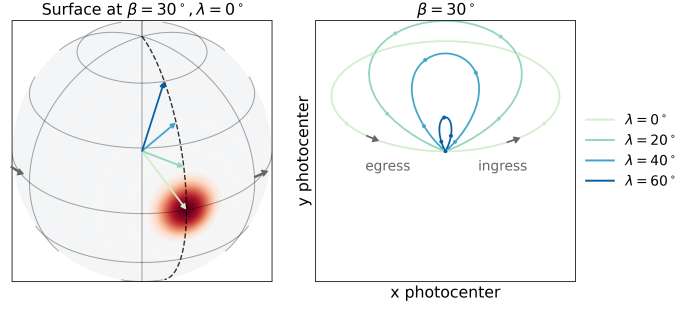 Surface at β = 30°, λ = 0°
β = 30°
y photocenter
egress
ingress
x photocenter
λ = 0°
λ = 20°
λ = 40°
λ = 60°